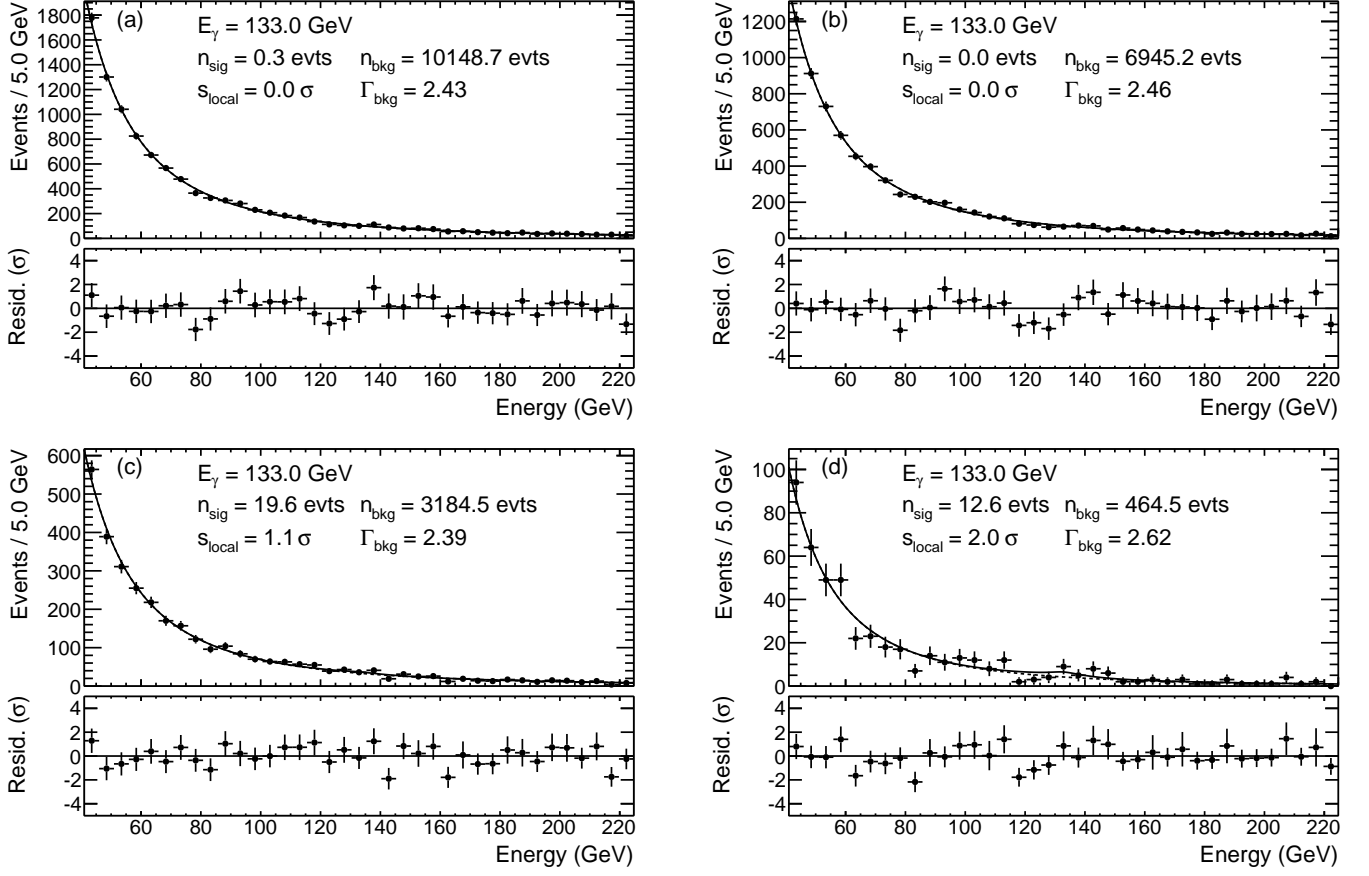 (a)
E_γ = 133.0 GeV
n_sig = 0.3 evts n_bkg = 10148.7 evts
s_local = 0.0 σ Γ_bkg = 2.43
Events / 5.0 GeV
1800
1600
1400
1200
1000
800
600
400
200
0
Resid. (σ)
4
2
0
-2
-4
60 80 100 120 140 160 180 200 220
Energy (GeV)
(b)
E_γ = 133.0 GeV
n_sig = 0.0 evts n_bkg = 6945.2 evts
s_local = 0.0 σ Γ_bkg = 2.46
Events / 5.0 GeV
1200
1000
800
600
400
200
0
Resid. (σ)
4
2
0
-2
-4
60 80 100 120 140 160 180 200 220
Energy (GeV)
(c)
E_γ = 133.0 GeV
n_sig = 19.6 evts n_bkg = 3184.5 evts
s_local = 1.1 σ Γ_bkg = 2.39
Events / 5.0 GeV
600
500
400
300
200
100
0
Resid. (σ)
4
2
0
-2
-4
60 80 100 120 140 160 180 200 220
Energy (GeV)
(d)
E_γ = 133.0 GeV
n_sig = 12.6 evts n_bkg = 464.5 evts
s_local = 2.0 σ Γ_bkg = 2.62
Events / 5.0 GeV
100
80
60
40
20
0
Resid. (σ)
4
2
0
-2
-4
60 80 100 120 140 160 180 200 220
Energy (GeV)